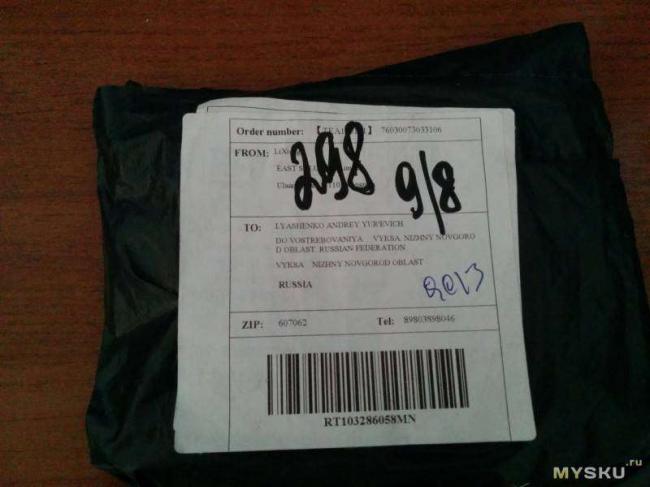 Order number: 76030073033106
FROM:
EAST
298
9/8
TO: LYASHENKO ANDREY YUR'EVICH
DO VOSTREBOVANIYA VYKSA NIZHNY NOVGORO
D OBLAST. RUSSIAN FEDERATION
VYKSA NIZHNY NOVGOROD OBLAST
RUSSIA
ZIP: 607062 Tel: 89803898046
RT103286058MN
MYSKU.ru